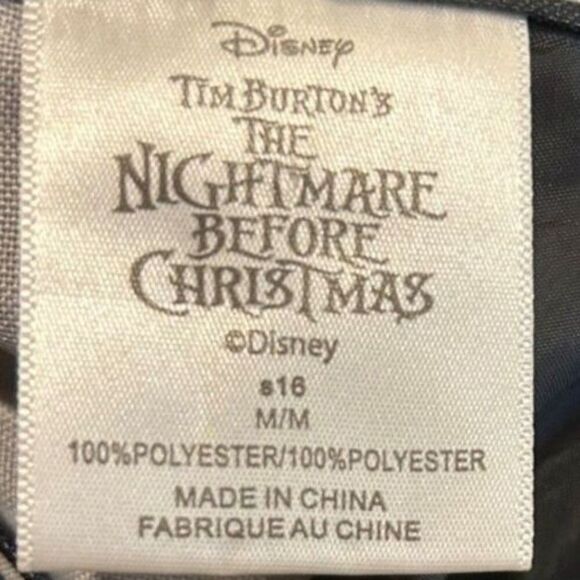 Disney
TIM BURTON'S
THE
NIGHTMARE
BEFORE
CHRISTMAS
©Disney
s16
M/M
100%POLYESTER/100%POLYESTER
MADE IN CHINA
FABRIQUE AU CHINE